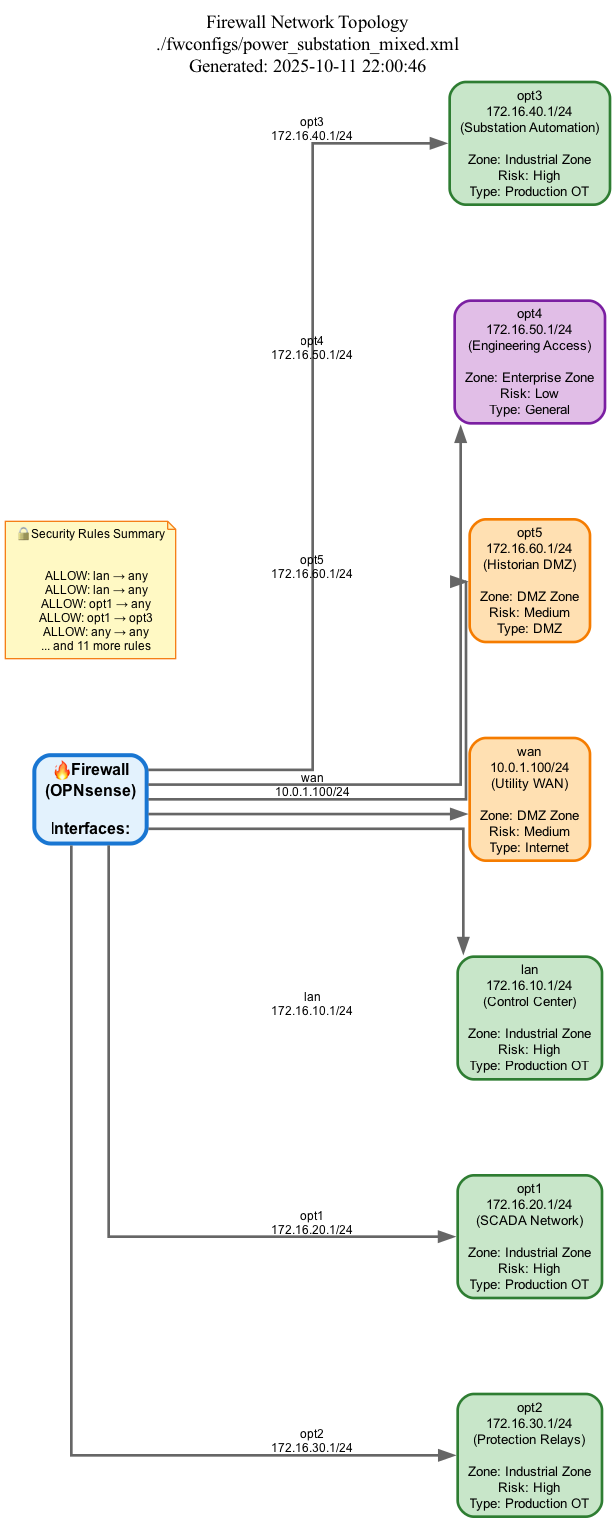 Firewall Network Topology
./fwconfigs/power_substation_mixed.xml
Generated: 2025-10-11 22:00:46
opt3
172.16.40.1/24
opt3
172.16.40.1/24
(Substation Automation)
Zone: Industrial Zone
Risk: High
Type: Production OT
opt4
172.16.50.1/24
opt4
172.16.50.1/24
(Engineering Access)
Zone: Enterprise Zone
Risk: Low
Type: General
🔒Security Rules Summary
ALLOW: lan → any
ALLOW: lan → any
ALLOW: opt1 → any
ALLOW: opt1 → opt3
ALLOW: any → any
... and 11 more rules
opt5
172.16.60.1/24
opt5
172.16.60.1/24
(Historian DMZ)
Zone: DMZ Zone
Risk: Medium
Type: DMZ
🔥Firewall
(OPNsense)
Interfaces:
wan
10.0.1.100/24
wan
10.0.1.100/24
(Utility WAN)
Zone: DMZ Zone
Risk: Medium
Type: Internet
lan
172.16.10.1/24
lan
172.16.10.1/24
(Control Center)
Zone: Industrial Zone
Risk: High
Type: Production OT
opt1
172.16.20.1/24
opt1
172.16.20.1/24
(SCADA Network)
Zone: Industrial Zone
Risk: High
Type: Production OT
opt2
172.16.30.1/24
opt2
172.16.30.1/24
(Protection Relays)
Zone: Industrial Zone
Risk: High
Type: Production OT